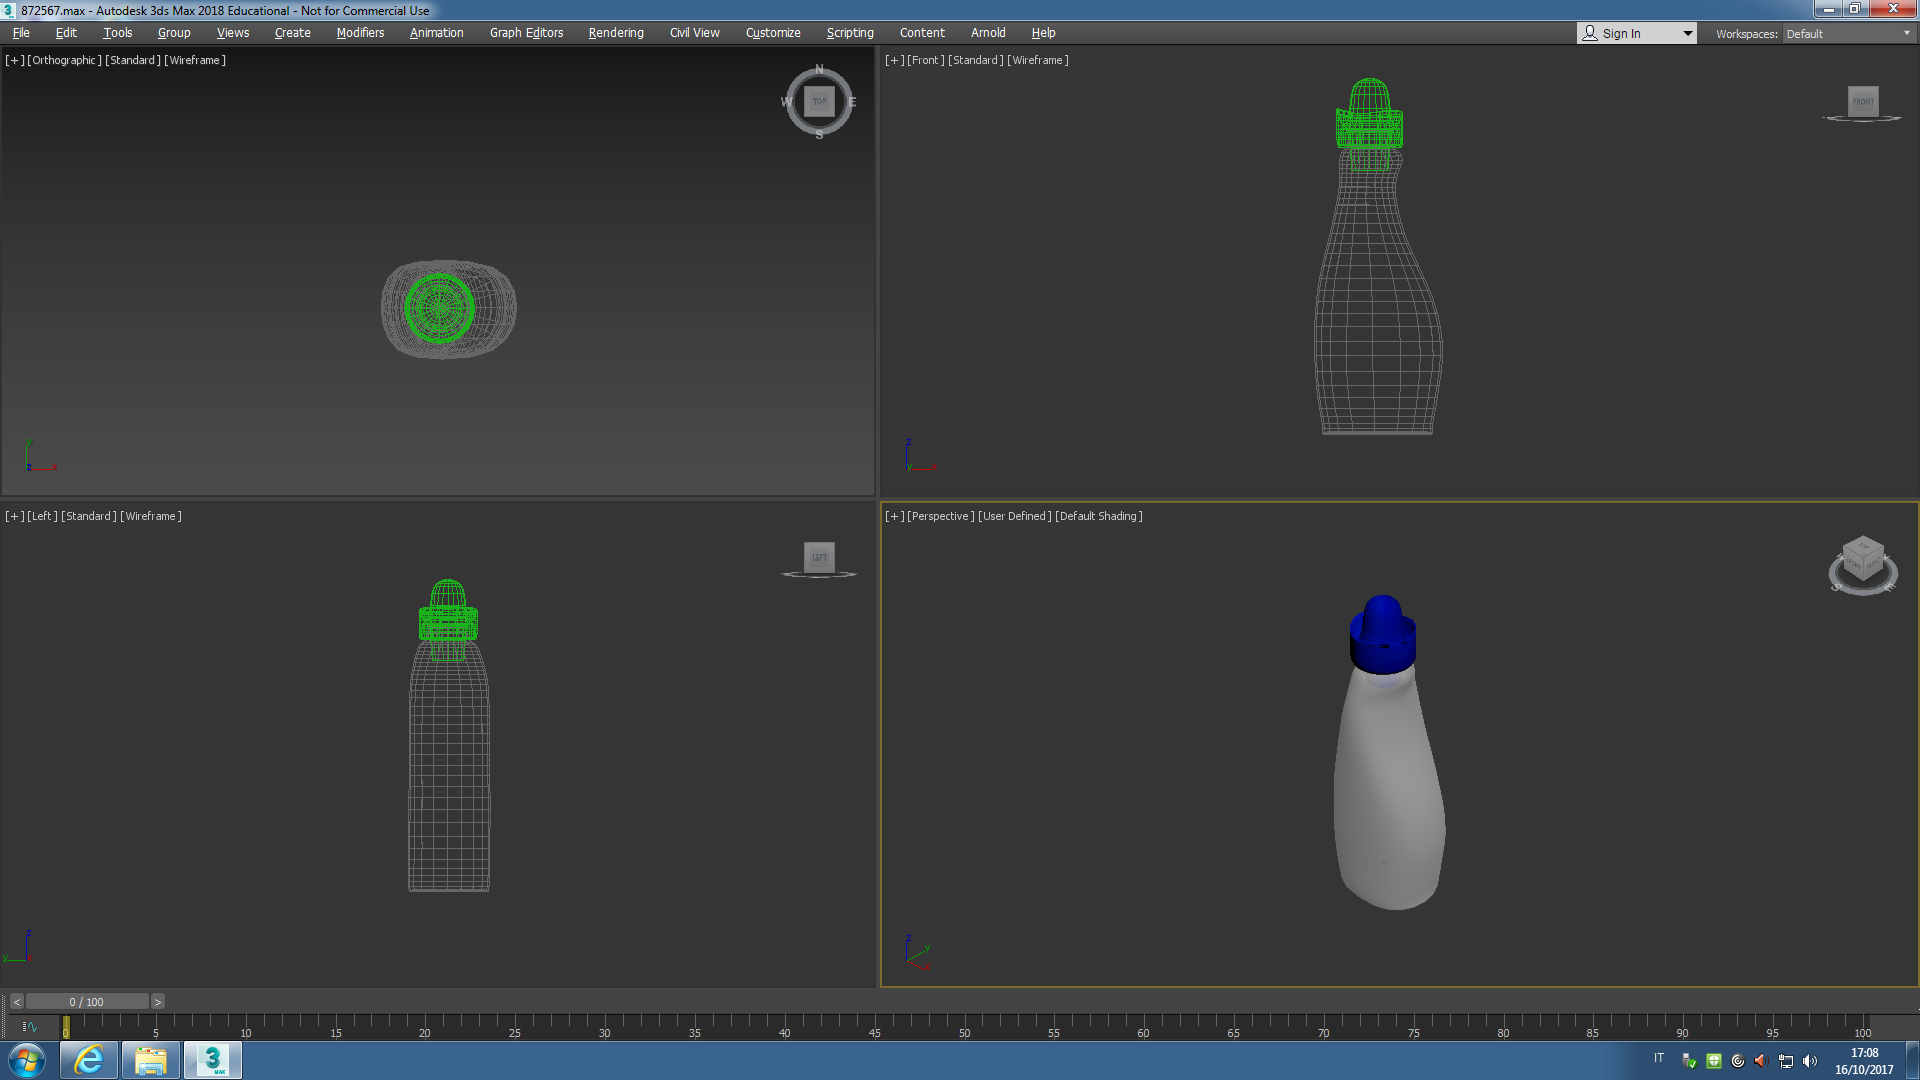 872567.max - Autodesk 3ds Max 2018 Educational - Not for Commercial Use
File Edit Tools Group Views Create Modifiers Animation Graph Editors Rendering Civil View Customize Scripting Content Arnold Help Sign In Workspaces: Default
[+] [Orthographic ] [Standard ] [Wireframe ]
N
W TOP E
S
y
z x
[+] [Front ] [Standard ] [Wireframe ]
FRONT
z
y x
[+] [Left ] [Standard ] [Wireframe ]
LEFT
z
y x
[+] [Perspective ] [User Defined ] [Default Shading ]
TOP
S E
z
y
x
< 0 / 100 >
0 5 10 15 20 25 30 35 40 45 50 55 60 65 70 75 80 85 90 95 100
3
MAX
IT
17:08
16/10/2017